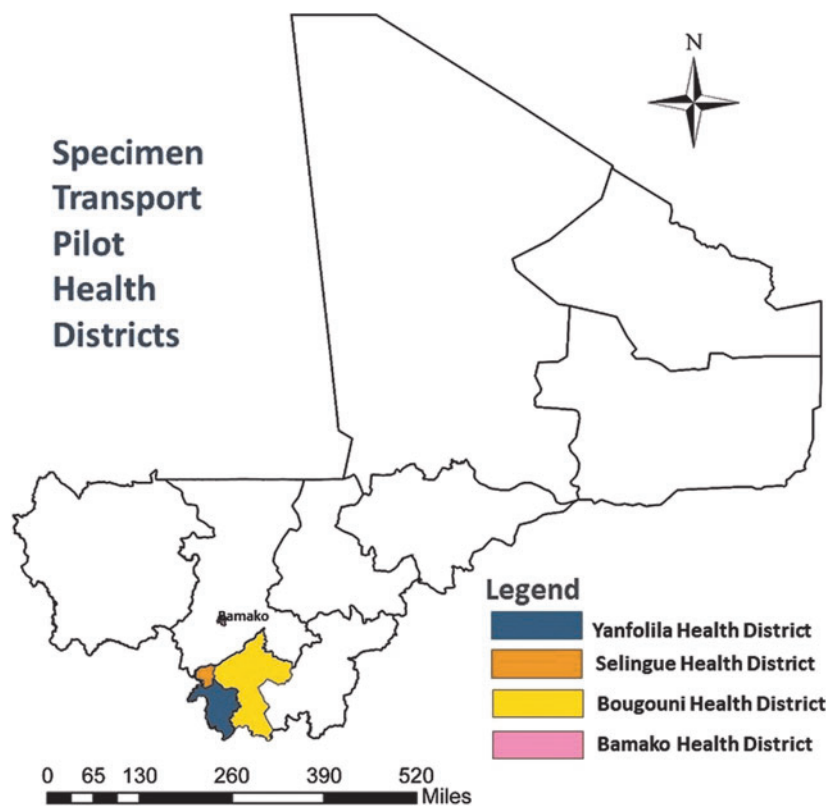 N
Specimen
Transport
Pilot
Health
Districts
Bamako
Legend
Yanfolila Health District
Selingue Health District
Bougouni Health District
Bamako Health District
0 65 130 260 390 520
Miles